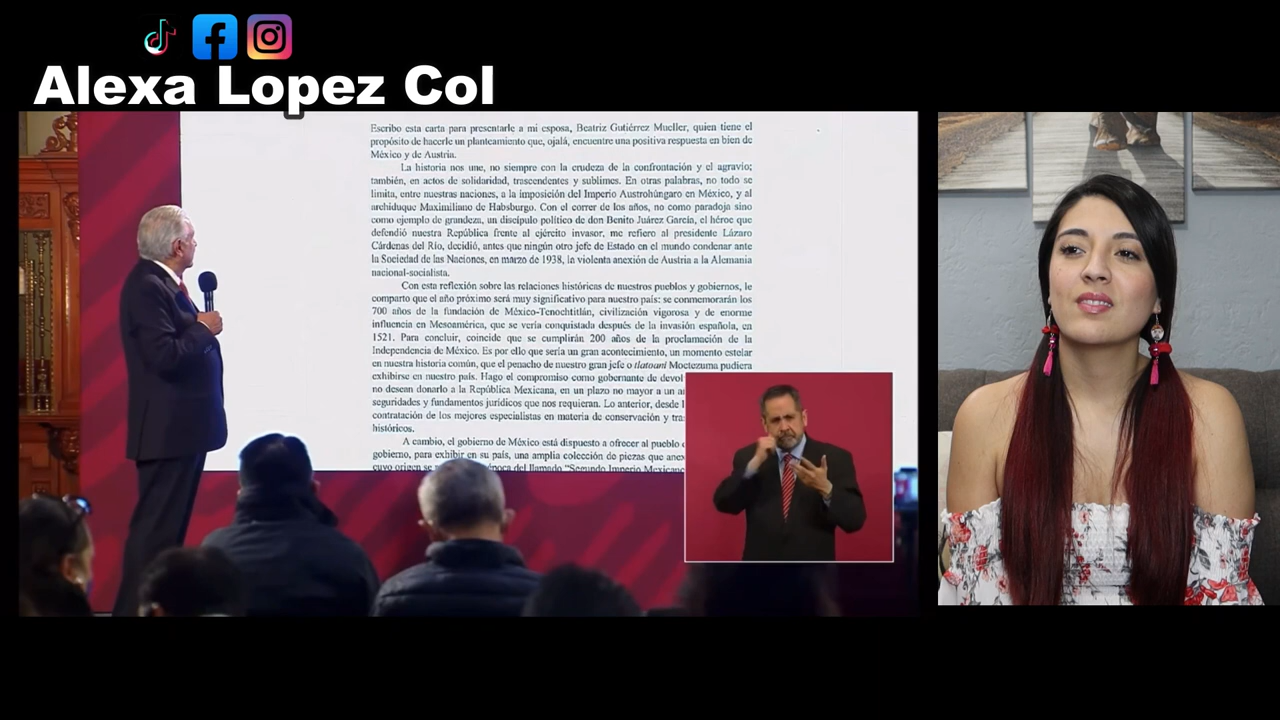 Alexa Lopez Col
Escribo esta carta para presentarle a mi esposa, Beatriz Gutiérrez Mueller, quien tiene el
propósito de hacerle un planteamiento que, ojalá, encuentre una positiva respuesta en bien de
México y de Austria.
La historia nos une, no siempre con la crudeza de la confrontación y el agravio;
también, en actos de solidaridad, trascendentes y sublimes. En otras palabras, no todo se
limita, entre nuestras naciones, a la imposición del Imperio Austrohúngaro en México, y al
archiduque Maximiliano de Habsburgo. Con el correr de los años, no como paradoja sino
como ejemplo de grandeza, un discípulo político de don Benito Juárez García, el héroe que
defendió nuestra República frente al ejército invasor, me refiero al presidente Lázaro
Cárdenas del Río, decidió, antes que ningún otro jefe de Estado en el mundo condenar ante
la Sociedad de las Naciones, en marzo de 1938, la violenta anexión de Austria a la Alemania
nacional-socialista.
Con esta reflexión sobre las relaciones históricas de nuestros pueblos y gobiernos, le
comparto que el año próximo será muy significativo para nuestro país: se conmemorarán los
700 años de la fundación de México-Tenochtitlán, civilización vigorosa y de enorme
influencia en Mesoamérica, que se vería conquistada después de la invasión española, en
1521. Para concluir, coincide que se cumplirán 200 años de la proclamación de la
Independencia de México. Es por ello que sería un gran acontecimiento, un momento estelar
en nuestra historia común, que el penacho de nuestro gran jefe o tlatoani Moctezuma pudiera
exhibirse en nuestro país. Hago el compromiso como gobernante de devol
no desean donarlo a la República Mexicana, en un plazo no mayor a un a
seguridades y fundamentos jurídicos que nos requieran. Lo anterior, desde l
contratación de los mejores especialistas en materia de conservación y tra
históricos.
A cambio, el gobierno de México está dispuesto a ofrecer al pueblo
gobierno, para exhibir en su país, una amplia colección de piezas que
cuyo origen se época del llamado "Segundo Imperio Mexicano